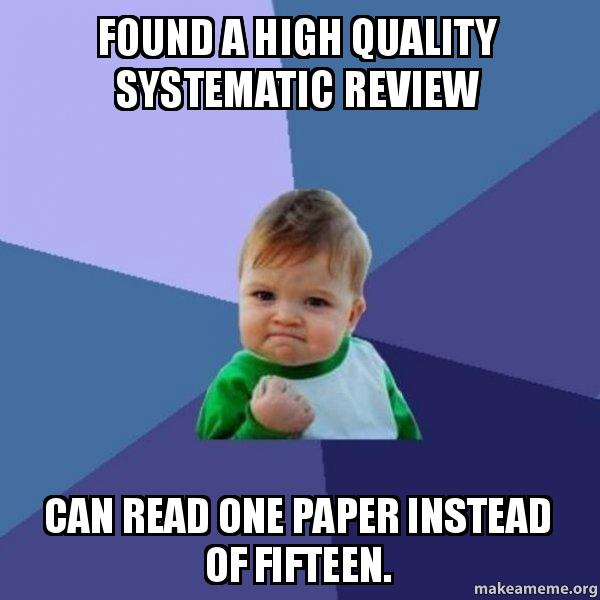 FOUND A HIGH QUALITY
SYSTEMATIC REVIEW
CAN READ ONE PAPER INSTEAD
OF FIFTEEN.
makeameme.org